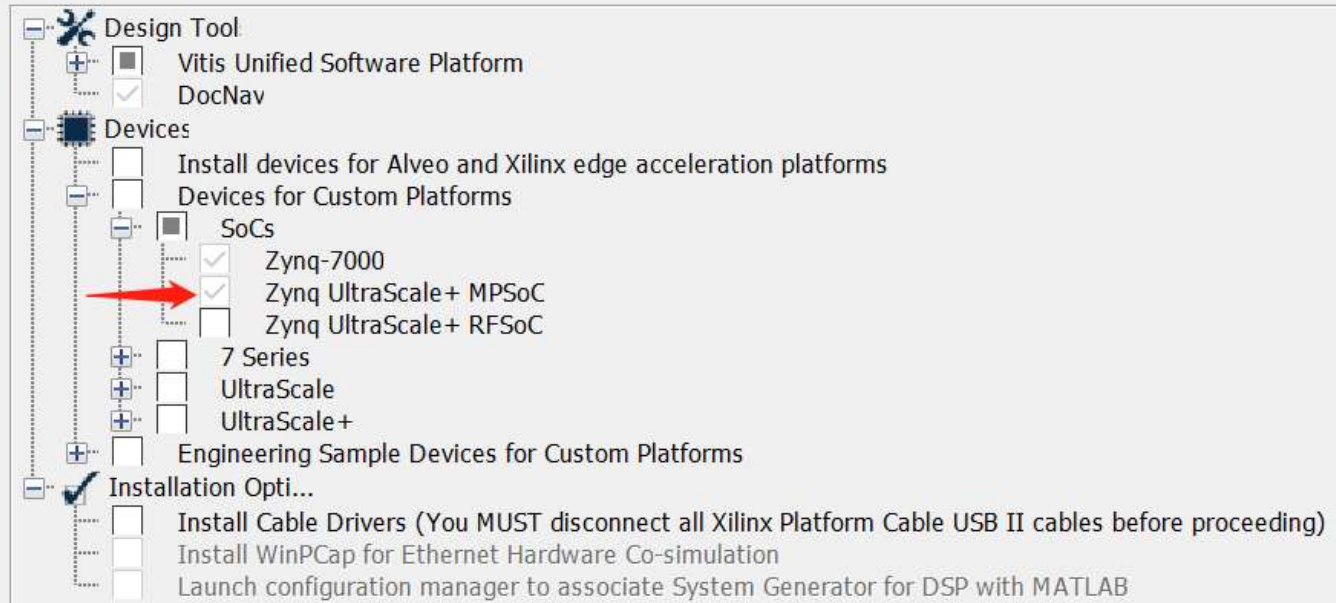 Design Tool
Vitis Unified Software Platform
DocNav
Devices
Install devices for Alveo and Xilinx edge acceleration platforms
Devices for Custom Platforms
SoCs
Zynq-7000
Zynq UltraScale+ MPSoC
Zynq UltraScale+ RFSoC
7 Series
UltraScale
UltraScale+
Engineering Sample Devices for Custom Platforms
Installation Opti...
Install Cable Drivers (You MUST disconnect all Xilinx Platform Cable USB II cables before proceeding)
Install WinPCap for Ethernet Hardware Co-simulation
Launch configuration manager to associate System Generator for DSP with MATLAB